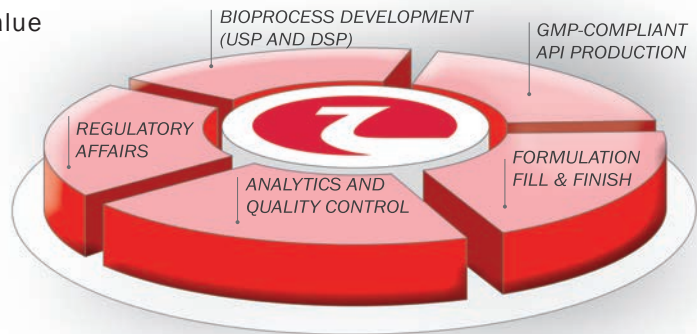 alue
BIOPROCESS DEVELOPMENT
(USP AND DSP)
GMP-COMPLIANT
API PRODUCTION
REGULATORY
AFFAIRS
FORMULATION
FILL & FINISH
ANALYTICS AND
QUALITY CONTROL